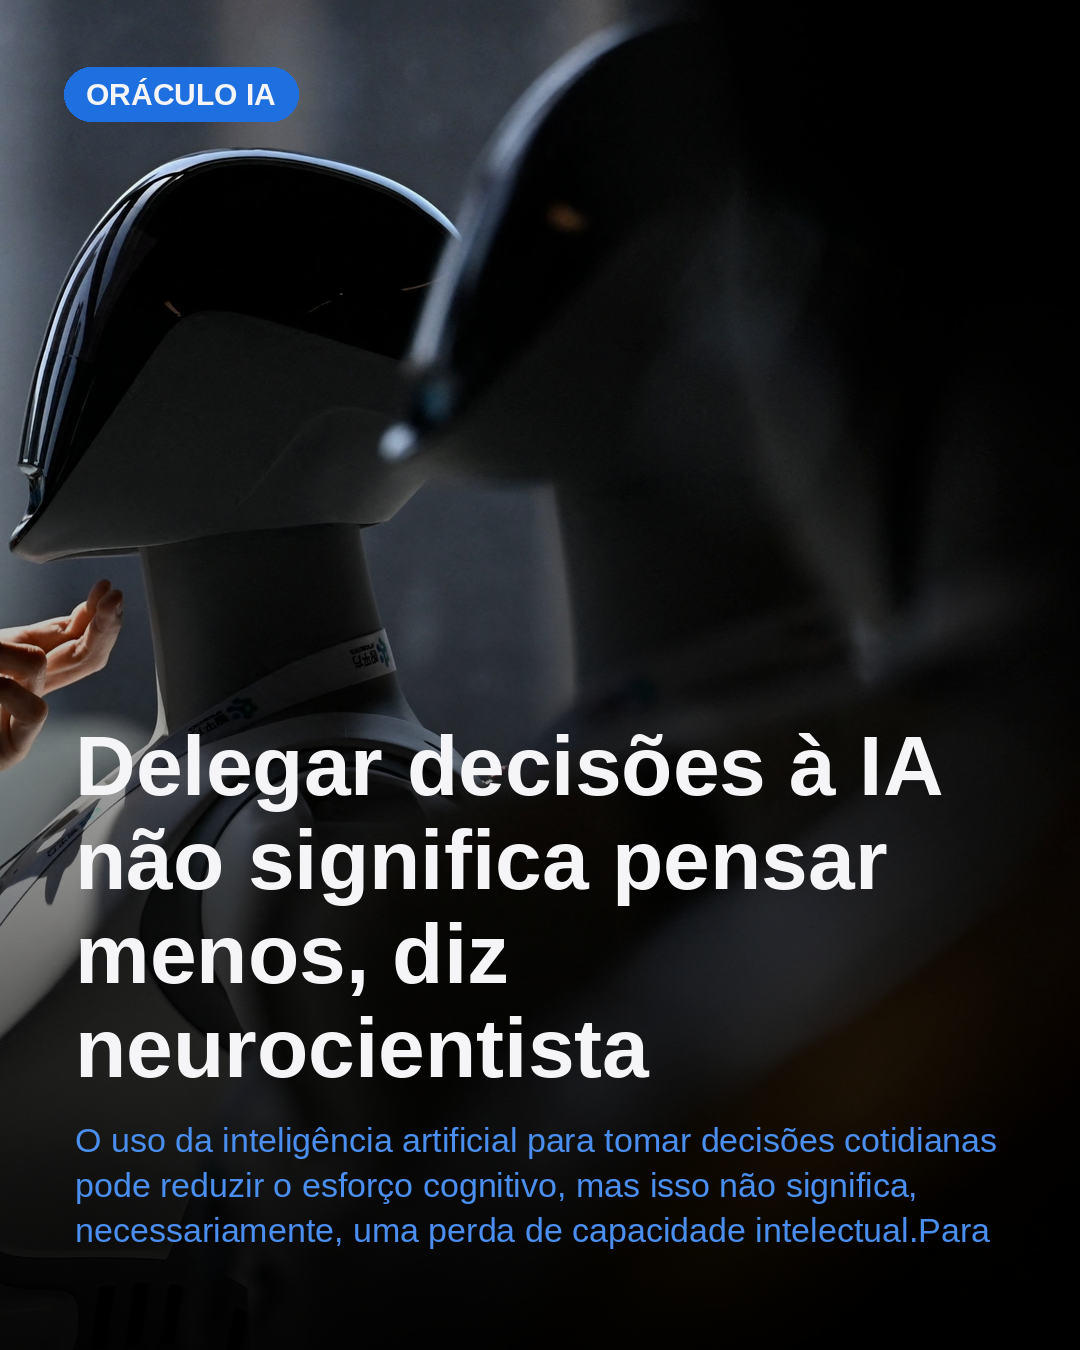 ORÁCULO IA
Delegar decisões à IA
não significa pensar
menos, diz
neurocientista
O uso da inteligência artificial para tomar decisões cotidianas
pode reduzir o esforço cognitivo, mas isso não significa,
necessariamente, uma perda de capacidade intelectual.Para